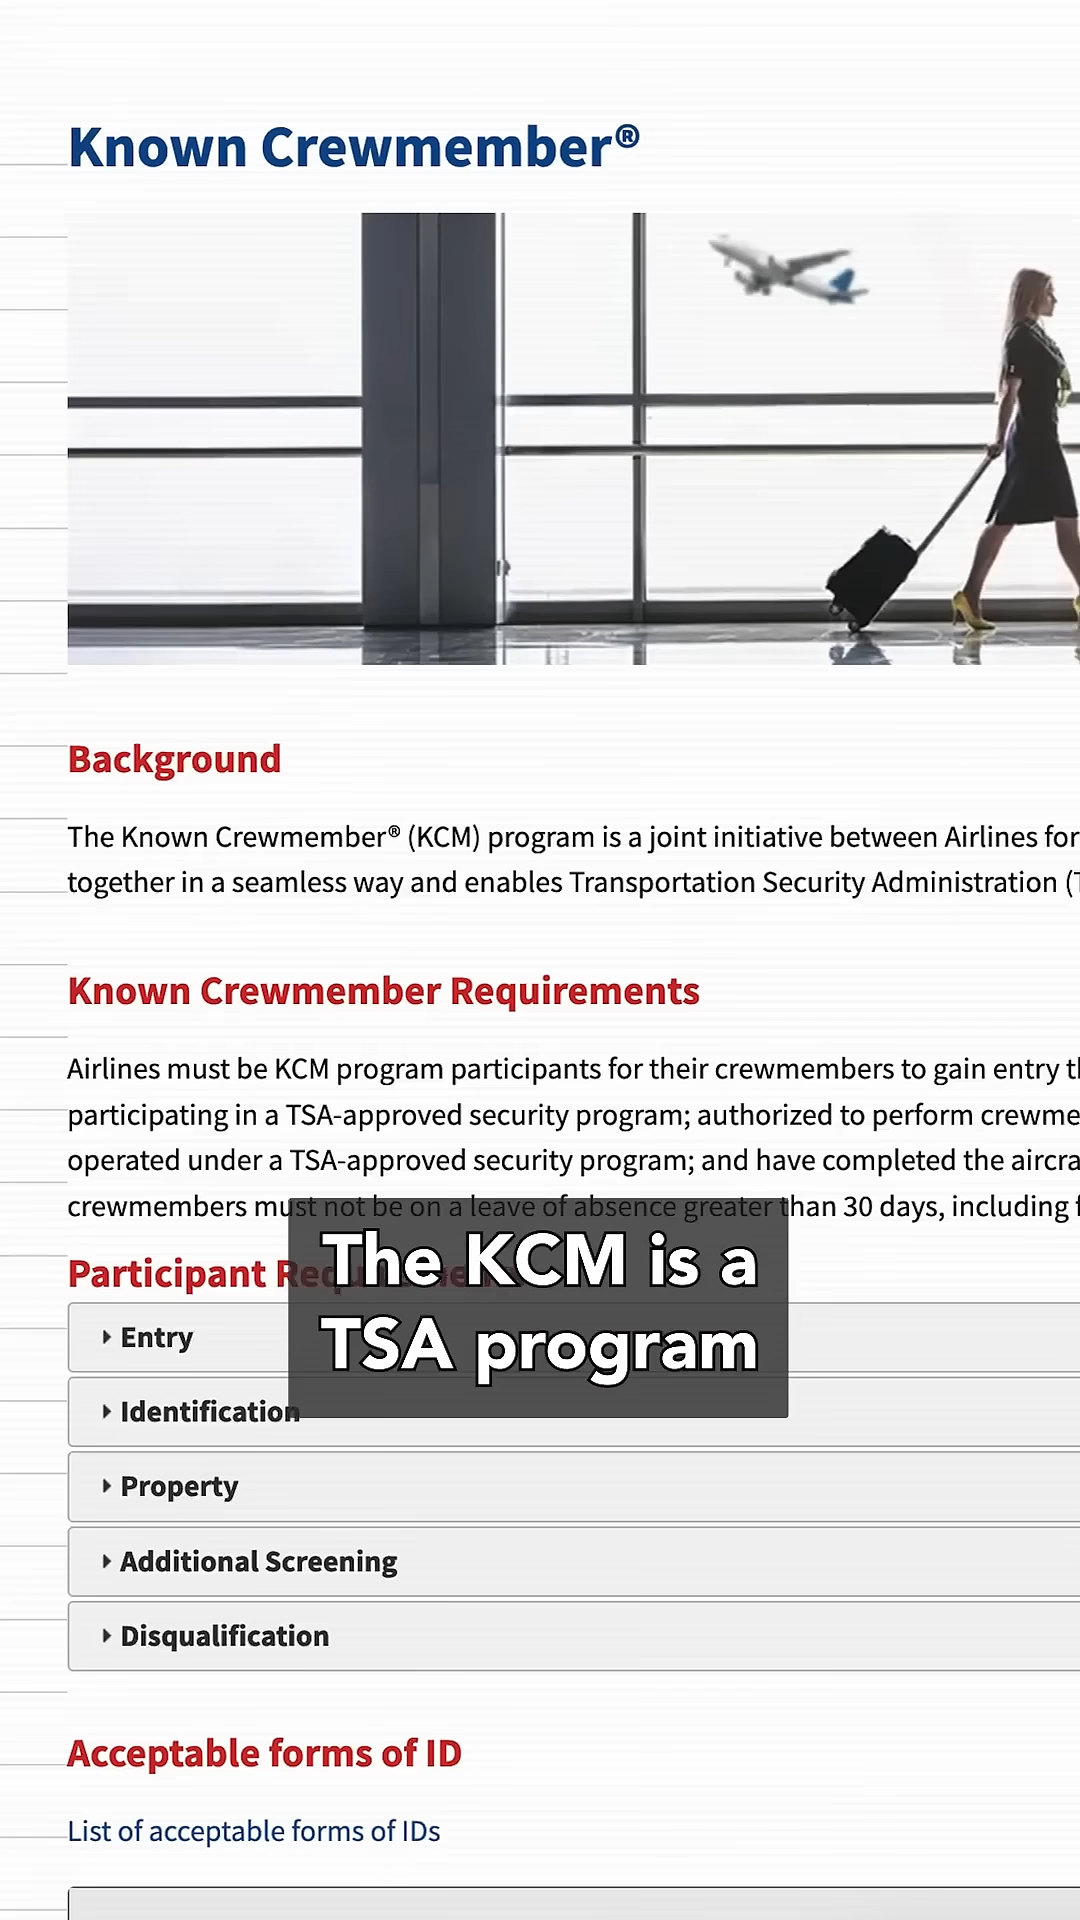 Known Crewmember®
Background
The Known Crewmember® (KCM) program is a joint initiative between Airlines for
together in a seamless way and enables Transportation Security Administration (T
Known Crewmember Requirements
Airlines must be KCM program participants for their crewmembers to gain entry th
participating in a TSA-approved security program; authorized to perform crewme
operated under a TSA-approved security program; and have completed the aircra
crewmembers must not be on a leave of absence greater than 30 days, including f
Participant Requirements
The KCM is a
TSA program
Entry
Identification
Property
Additional Screening
Disqualification
Acceptable forms of ID
List of acceptable forms of IDs